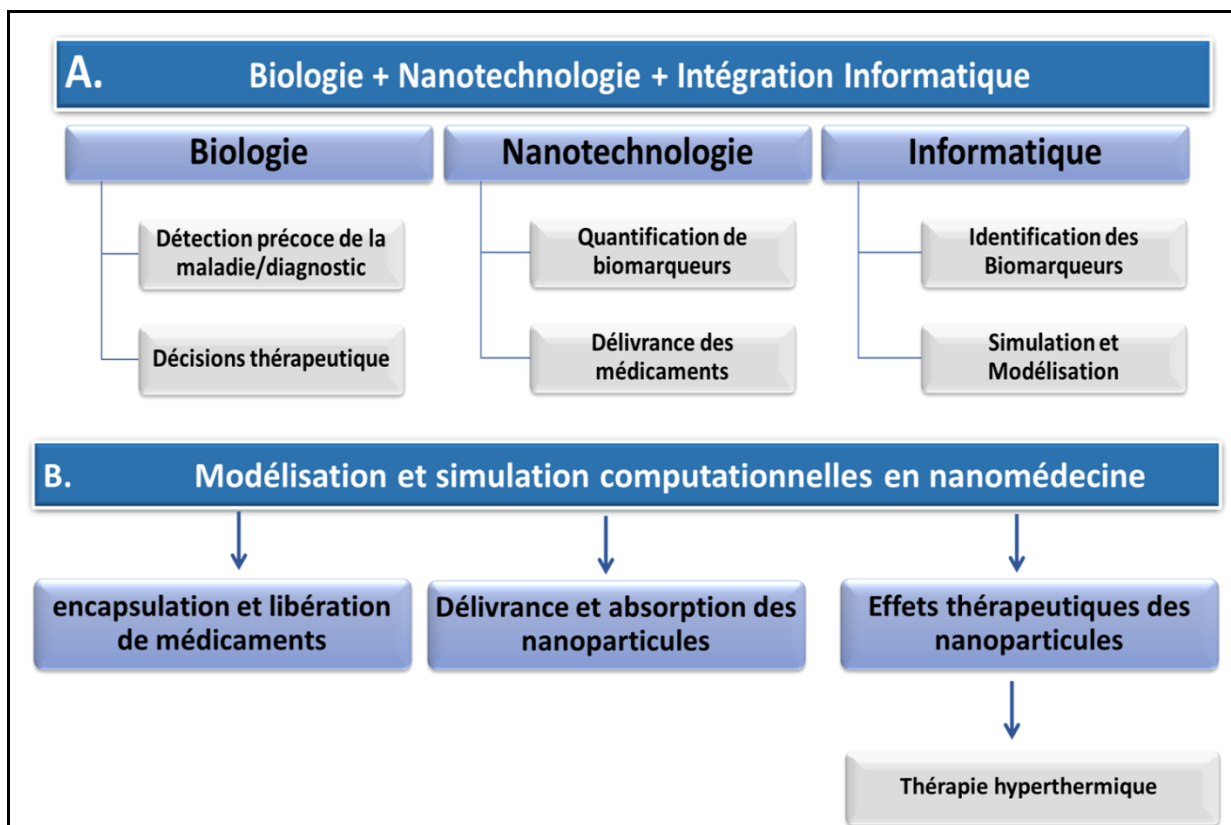 A. Biologie + Nanotechnologie + Intégration Informatique
Biologie
Nanotechnologie
Informatique
Détection précoce de la
maladie/diagnostic
Quantification de
biomarqueurs
Identification des
Biomarqueurs
Décisions thérapeutique
Délivrance des
médicaments
Simulation et
Modélisation
B. Modélisation et simulation computationnelles en nanomédecine
encapsulation et libération
de médicaments
Délivrance et absorption des
nanoparticules
Effets thérapeutiques des
nanoparticules
Thérapie hyperthermique